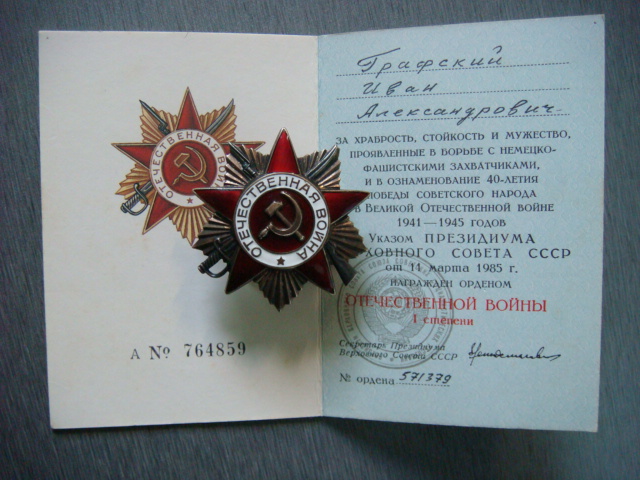 ОТЕЧЕСТВЕННАЯ ВОЙНА
А № 764859
ОТЕЧЕСТВЕННАЯ ВОЙНА
Графский
Иван
Александрович
ЗА ХРАБРОСТЬ, СТОЙКОСТЬ И МУЖЕСТВО,
ПРОЯВЛЕННЫЕ В БОРЬБЕ С НЕМЕЦКО-
ФАШИСТСКИМИ ЗАХВАТЧИКАМИ,
И В ОЗНАМЕНОВАНИЕ 40-ЛЕТИЯ
ПОБЕДЫ СОВЕТСКОГО НАРОДА
В ВЕЛИКОЙ ОТЕЧЕСТВЕННОЙ ВОЙНЕ
1941—1945 ГОДОВ
УКАЗОМ ПРЕЗИДИУМА
ХОВНОГО СОВЕТА СССР
от 11 марта 1985 г.
НАГРАЖДЕН ОРДЕНОМ
ОТЕЧЕСТВЕННОЙ ВОЙНЫ
I степени
Секретарь Президиума
Верховного Совета СССР
№ ордена 571379